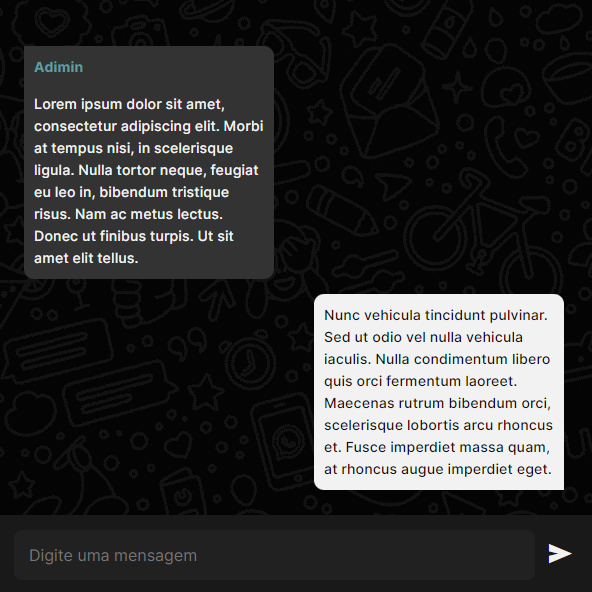 Adimin
Lorem ipsum dolor sit amet,
consectetur adipiscing elit. Morbi
at tempus nisi, in scelerisque
ligula. Nulla tortor neque, feugiat
eu leo in, bibendum tristique
risus. Nam ac metus lectus.
Donec ut finibus turpis. Ut sit
amet elit tellus.
Nunc vehicula tincidunt pulvinar.
Sed ut odio vel nulla vehicula
iaculis. Nulla condimentum libero
quis orci fermentum laoreet.
Maecenas rutrum bibendum orci,
scelerisque lobortis arcu rhoncus
et. Fusce imperdiet massa quam,
at rhoncus augue imperdiet eget.
Digite uma mensagem